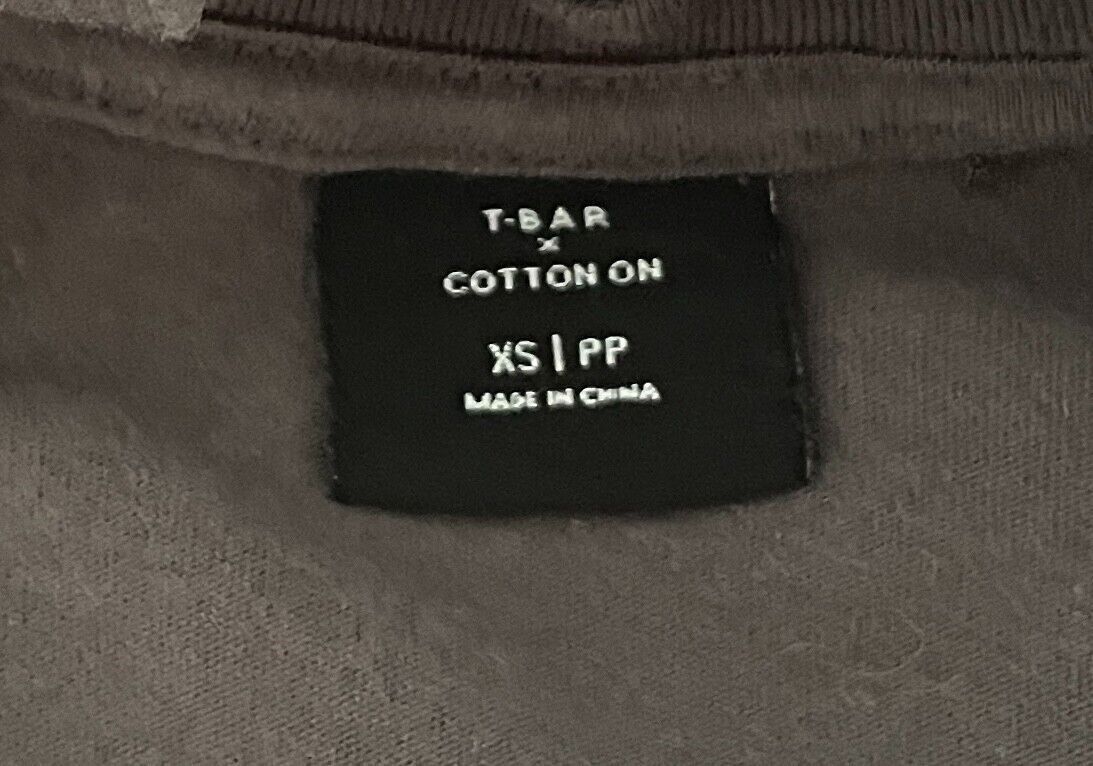 T-BAR
X
COTTON ON
XS | PP
MADE IN CHINA